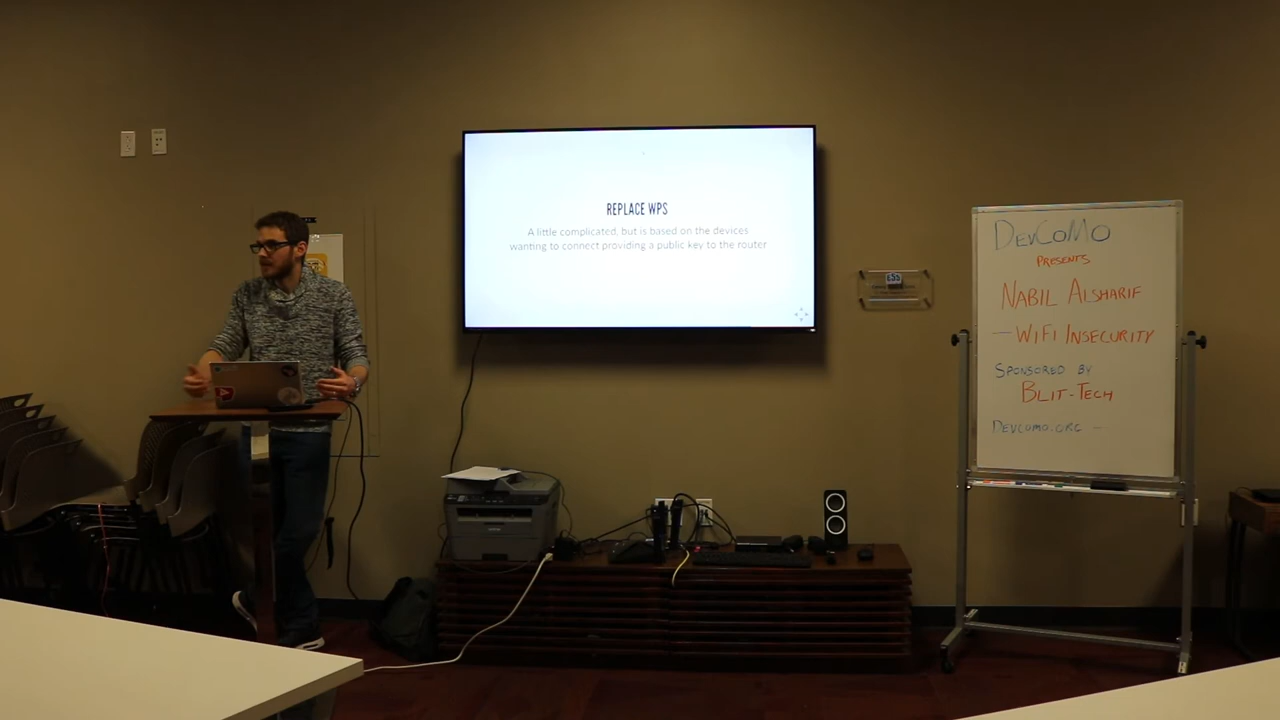 REPLACE WPS
A little complicated, but is based on the devices
wanting to connect providing a public key to the router
635
DEVCOMO
PRESENTS
NABIL ALSHARIF
— WIFI INSECURITY
SPONSORED BY
BLIT-TECH
DEVCOMO.ORG —